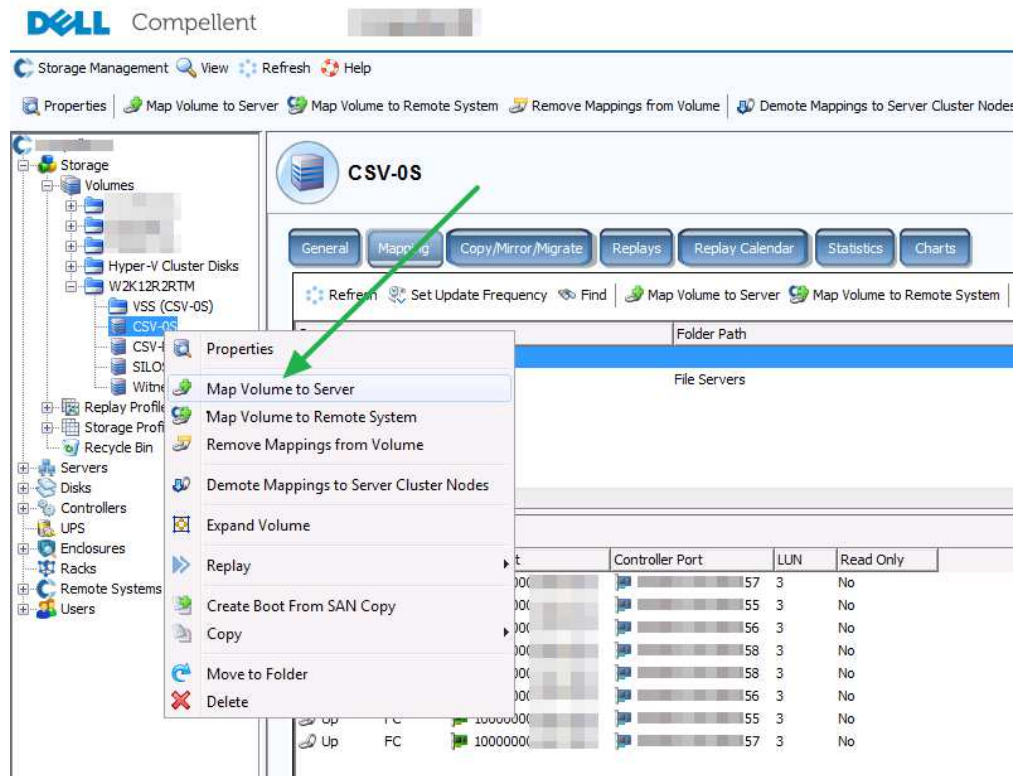 DELL Compellent
Storage Management View Refresh Help
Properties Map Volume to Server Map Volume to Remote System Remove Mappings from Volume Demote Mappings to Server Cluster Nodes
Storage
Volumes
Hyper-V Cluster Disks
W2K12R2RTM
VSS (CSV-0S)
CSV-0S
SILO
Replay Profile
Storage Prof
Recycle Bin
Servers
Disks
Controllers
UPS
Enclosures
Racks
Remote Systems
Users
CSV-0S
General Mapping Copy/Mirror/Migrate Replays Replay Calendar Statistics Charts
Refresh Set Update Frequency Find Map Volume to Server Map Volume to Remote System
Folder Path
File Servers
Properties
Map Volume to Server
Map Volume to Remote System
Remove Mappings from Volume
Demote Mappings to Server Cluster Nodes
Expand Volume
Replay
Create Boot From SAN Copy
Copy
Move to Folder
Delete
Controller Port LUN Read Only
57 3 No
55 3 No
56 3 No
58 3 No
58 3 No
56 3 No
Up FC 10000000 55 3 No
Up FC 10000000 57 3 No